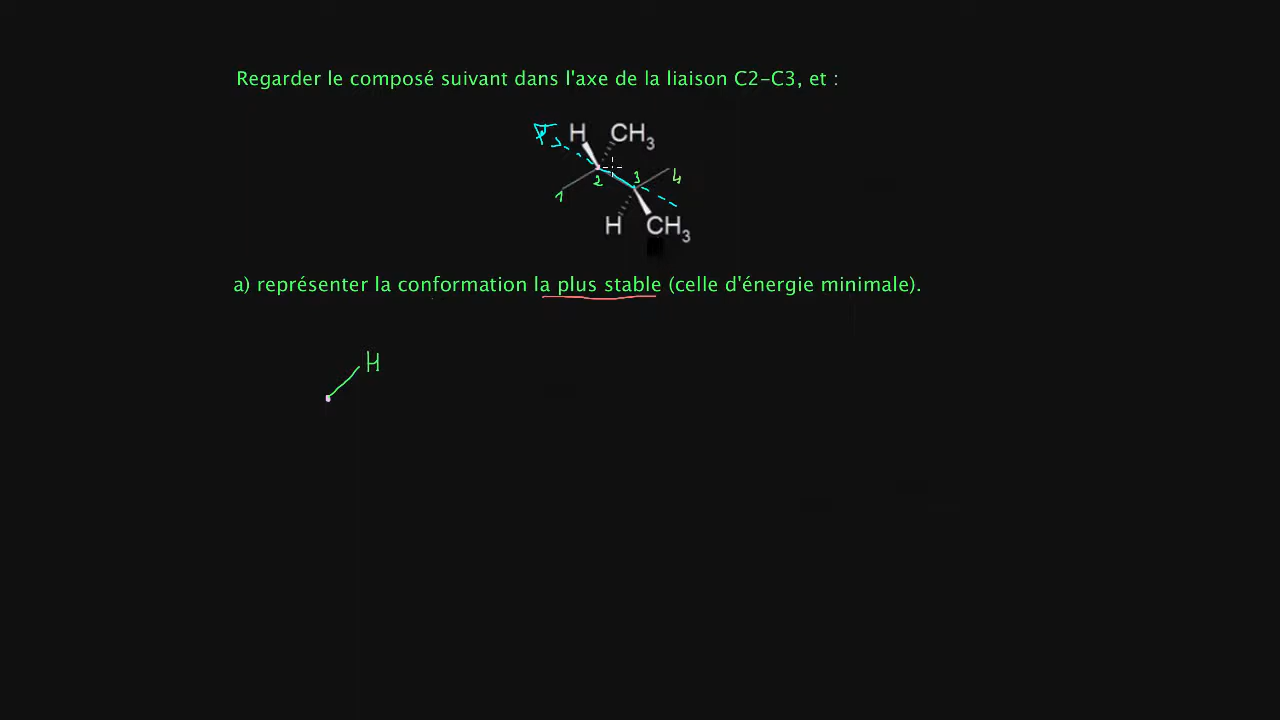 Regarder le composé suivant dans l'axe de la liaison C2-C3, et :
H CH3
1 2 3 4
H CH3
a) représenter la conformation la plus stable (celle d'énergie minimale).
H